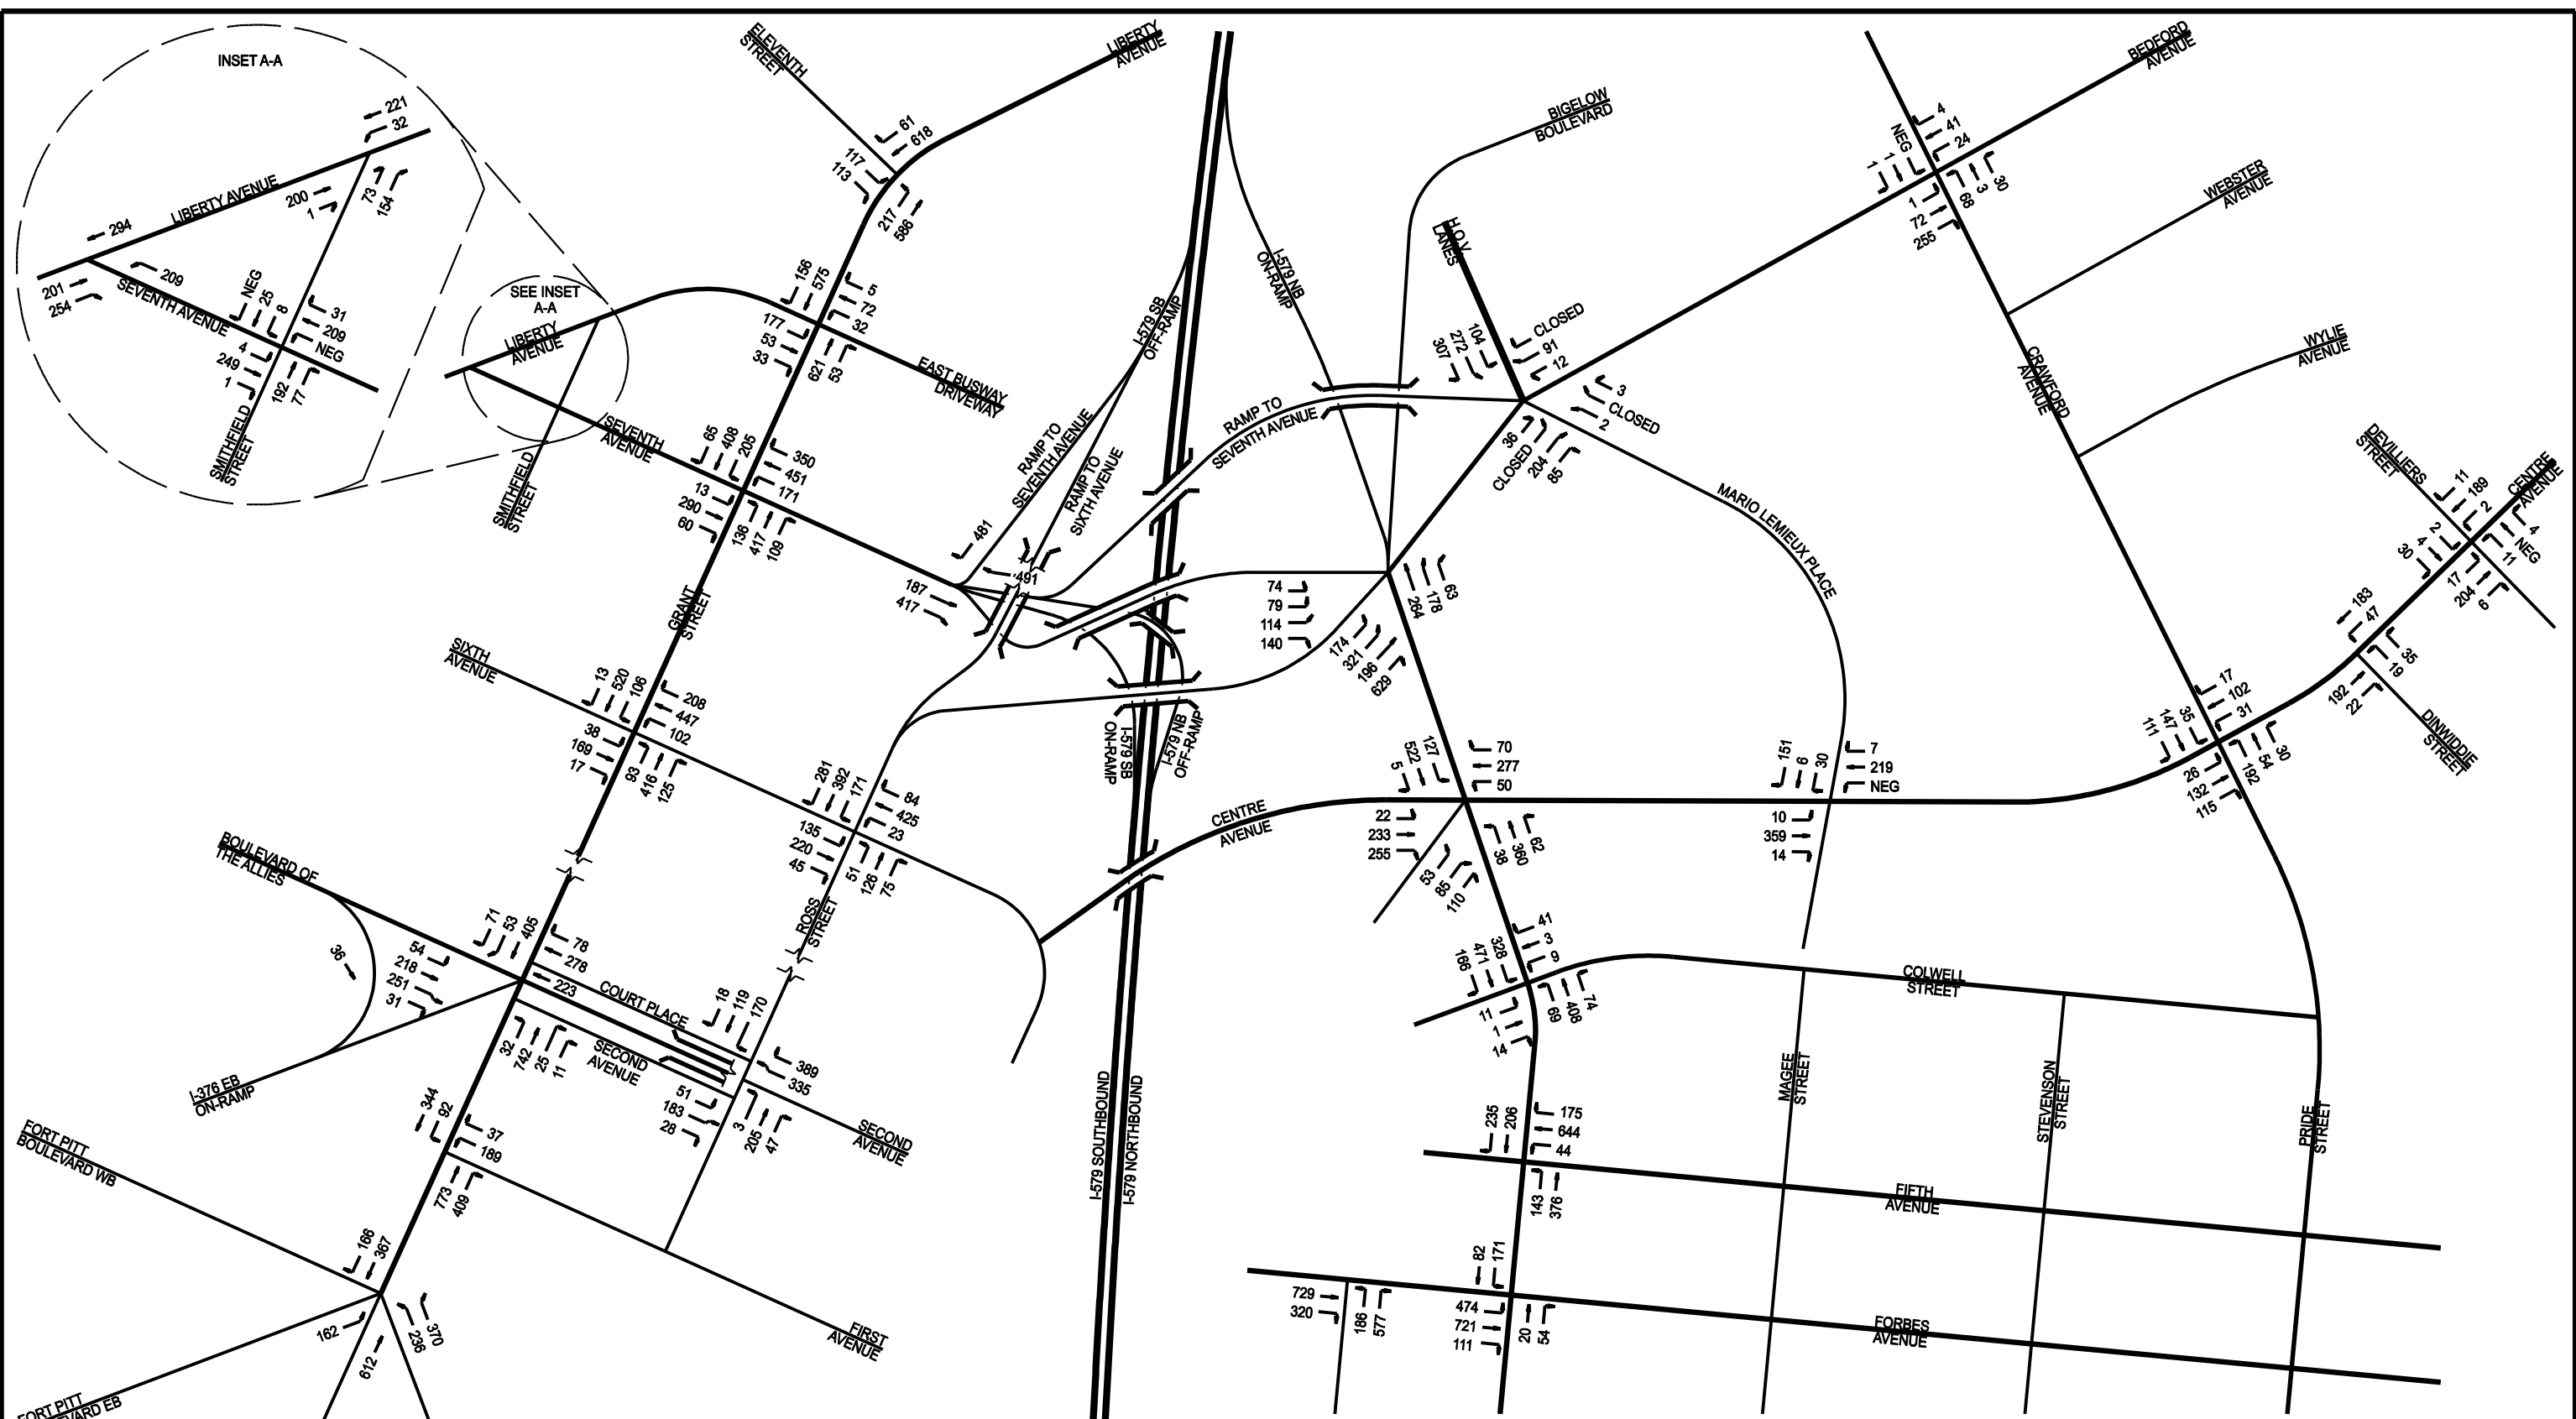 INSET A-A
221
32
LIBERTY AVENUE
200
1
73
154
294
201
254
209
SEVENTH AVENUE
NEG
25
8
31
209
NEG
4
249
1
192
77
SMITHFIELD
STREET
SEE INSET
A-A
LIBERTY
AVENUE
SMITHFIELD
STREET
ELEVENTH
STREET
LIBERTY
AVENUE
61
618
117
113
217
586
156
575
5
72
32
177
53
33
621
53
EAST BUSWAY
DRIVEWAY
SEVENTH
AVENUE
65
408
205
350
451
171
13
290
60
136
417
109
GRANT
STREET
I-579 SB
OFF-RAMP
RAMP TO
SEVENTH AVENUE
RAMP TO
SIXTH AVENUE
481
491
187
417
RAMP TO
SEVENTH AVENUE
I-579 NB
ON-RAMP
BIGELOW
BOULEVARD
H.O.V.
LANES
104
272
307
CLOSED
91
12
3
CLOSED
2
36
CLOSED
204
85
MARIO LEMIEUX PLACE
BEDFORD
AVENUE
NEG
1
1
4
41
24
1
72
255
68
3
30
WEBSTER
AVENUE
WYLIE
AVENUE
CRAWFORD
AVENUE
DEVILLIERS
STREET
CENTRE
AVENUE
11
189
2
4
NEG
11
2
4
30
17
204
6
183
47
35
19
192
22
DINWIDDIE
STREET
17
102
31
35
147
111
26
132
115
192
54
30
SIXTH
AVENUE
13
520
106
208
447
102
38
169
17
93
416
125
281
392
171
84
425
23
135
220
45
51
126
75
ROSS
STREET
74
79
114
140
264
178
63
174
321
196
629
I-579 SB
ON-RAMP
I-579 NB
OFF-RAMP
CENTRE
AVENUE
127
522
5
70
277
50
22
233
255
38
360
62
53
85
110
151
6
30
7
219
NEG
10
359
14
BOULEVARD OF
THE ALLIES
71
53
405
78
278
223
54
218
251
31
36
32
742
25
11
I-376 EB
ON-RAMP
COURT PLACE
SECOND
AVENUE
18
119
170
389
335
51
183
28
3
205
47
SECOND
AVENUE
328
471
166
41
3
9
11
1
14
69
408
74
COLWELL
STREET
MAGEE
STREET
STEVENSON
STREET
PRIDE
STREET
I-579 SOUTHBOUND
I-579 NORTHBOUND
235
206
175
644
44
143
376
FIFTH
AVENUE
82
171
729
320
186
577
474
721
111
20
54
FORBES
AVENUE
344
92
37
189
773
409
FORT PITT
BOULEVARD WB
166
367
162
612
236
370
FIRST
AVENUE
FORT PITT